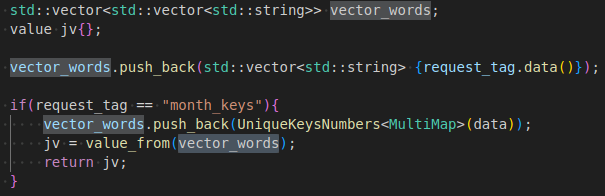 std::vector<std::vector<std::string>> vector_words;
value jv{};

vector_words.push_back(std::vector<std::string> {request_tag.data()});

if(request_tag == "month_keys"){
    vector_words.push_back(UniqueKeysNumbers<MultiMap>(data));
    jv = value_from(vector_words);
    return jv;
}